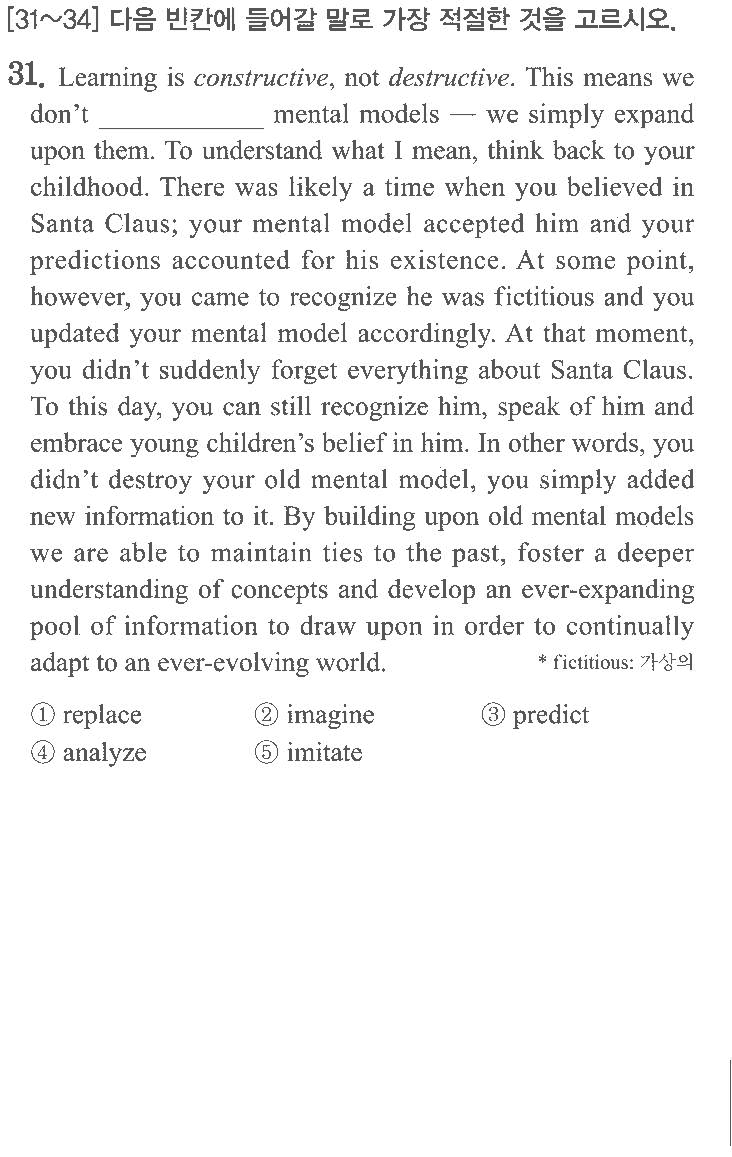 [31~34] 다음 빈칸에 들어갈 말로 가장 적절한 것을 고르시오.
31. Learning is constructive, not destructive. This means we
don't ____________ mental models — we simply expand
upon them. To understand what I mean, think back to your
childhood. There was likely a time when you believed in
Santa Claus; your mental model accepted him and your
predictions accounted for his existence. At some point,
however, you came to recognize he was fictitious and you
updated your mental model accordingly. At that moment,
you didn't suddenly forget everything about Santa Claus.
To this day, you can still recognize him, speak of him and
embrace young children's belief in him. In other words, you
didn't destroy your old mental model, you simply added
new information to it. By building upon old mental models
we are able to maintain ties to the past, foster a deeper
understanding of concepts and develop an ever-expanding
pool of information to draw upon in order to continually
adapt to an ever-evolving world. * fictitious: 가상의
① replace ② imagine ③ predict
④ analyze ⑤ imitate